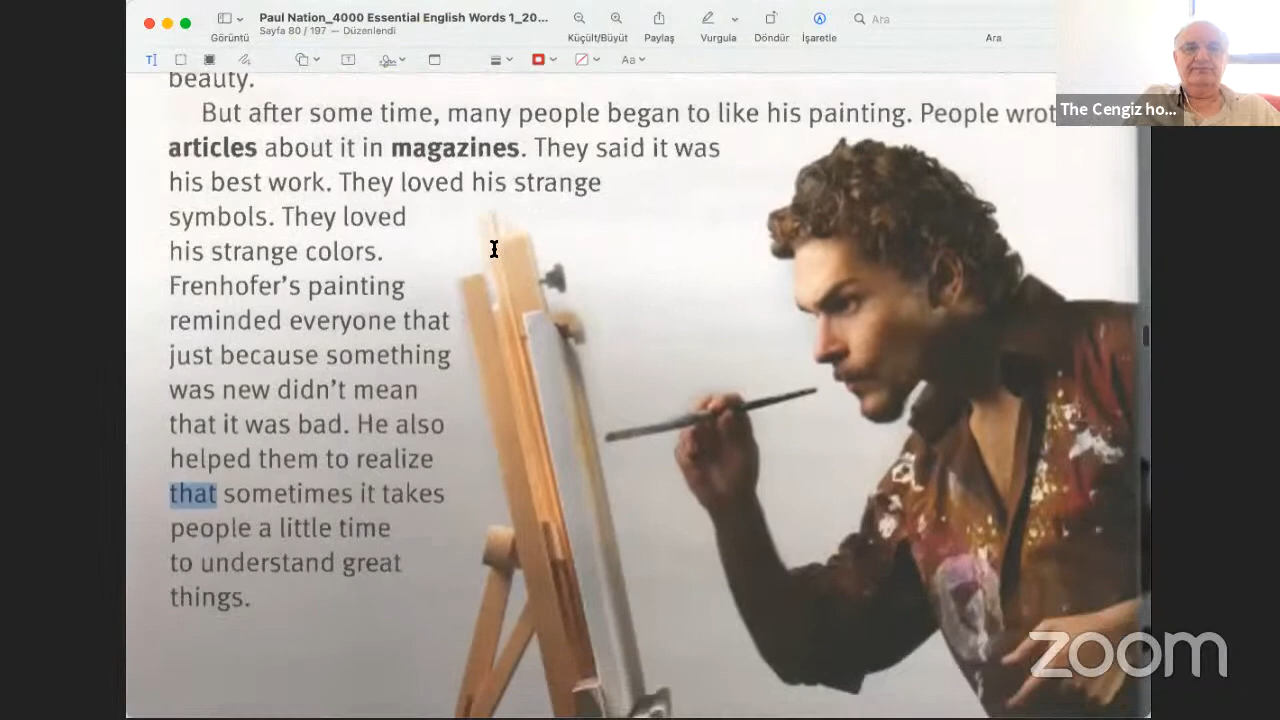 Paul Nation_4000 Essential English Words 1_20...
Sayfa 80 / 197 — Düzenlendi
Görüntü
Küçült/Büyüt
Paylaş
Vurgula
Döndür
İşaretle
Ara
Ara
T
Aa
The Cengiz ho...
beauty.
But after some time, many people began to like his painting. People wrot
articles about it in magazines. They said it was
his best work. They loved his strange
symbols. They loved
his strange colors.
Frenhofer's painting
reminded everyone that
just because something
was new didn't mean
that it was bad. He also
helped them to realize
that sometimes it takes
people a little time
to understand great
things.
zoom